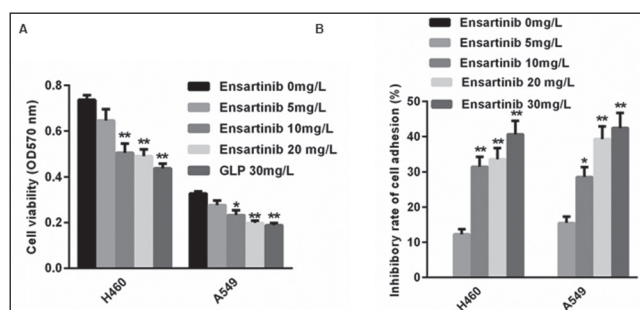 A
Ensartinib 0mg/L
Ensartinib 5mg/L
Ensartinib 10mg/L
Ensartinib 20 mg/L
GLP 30mg/L
Cell viability (OD570 nm)
0.8
0.6
0.4
0.2
0.0
** ** **
* ** **
H460
A549
B
Ensartinib 0mg/L
Ensartinib 5mg/L
Ensartinib 10mg/L
Ensartinib 20 mg/L
Ensartinib 30mg/L
Inhibibory rate of cell adhesion (%)
50
40
30
20
10
0
** ** **
* ** **
H460
A549